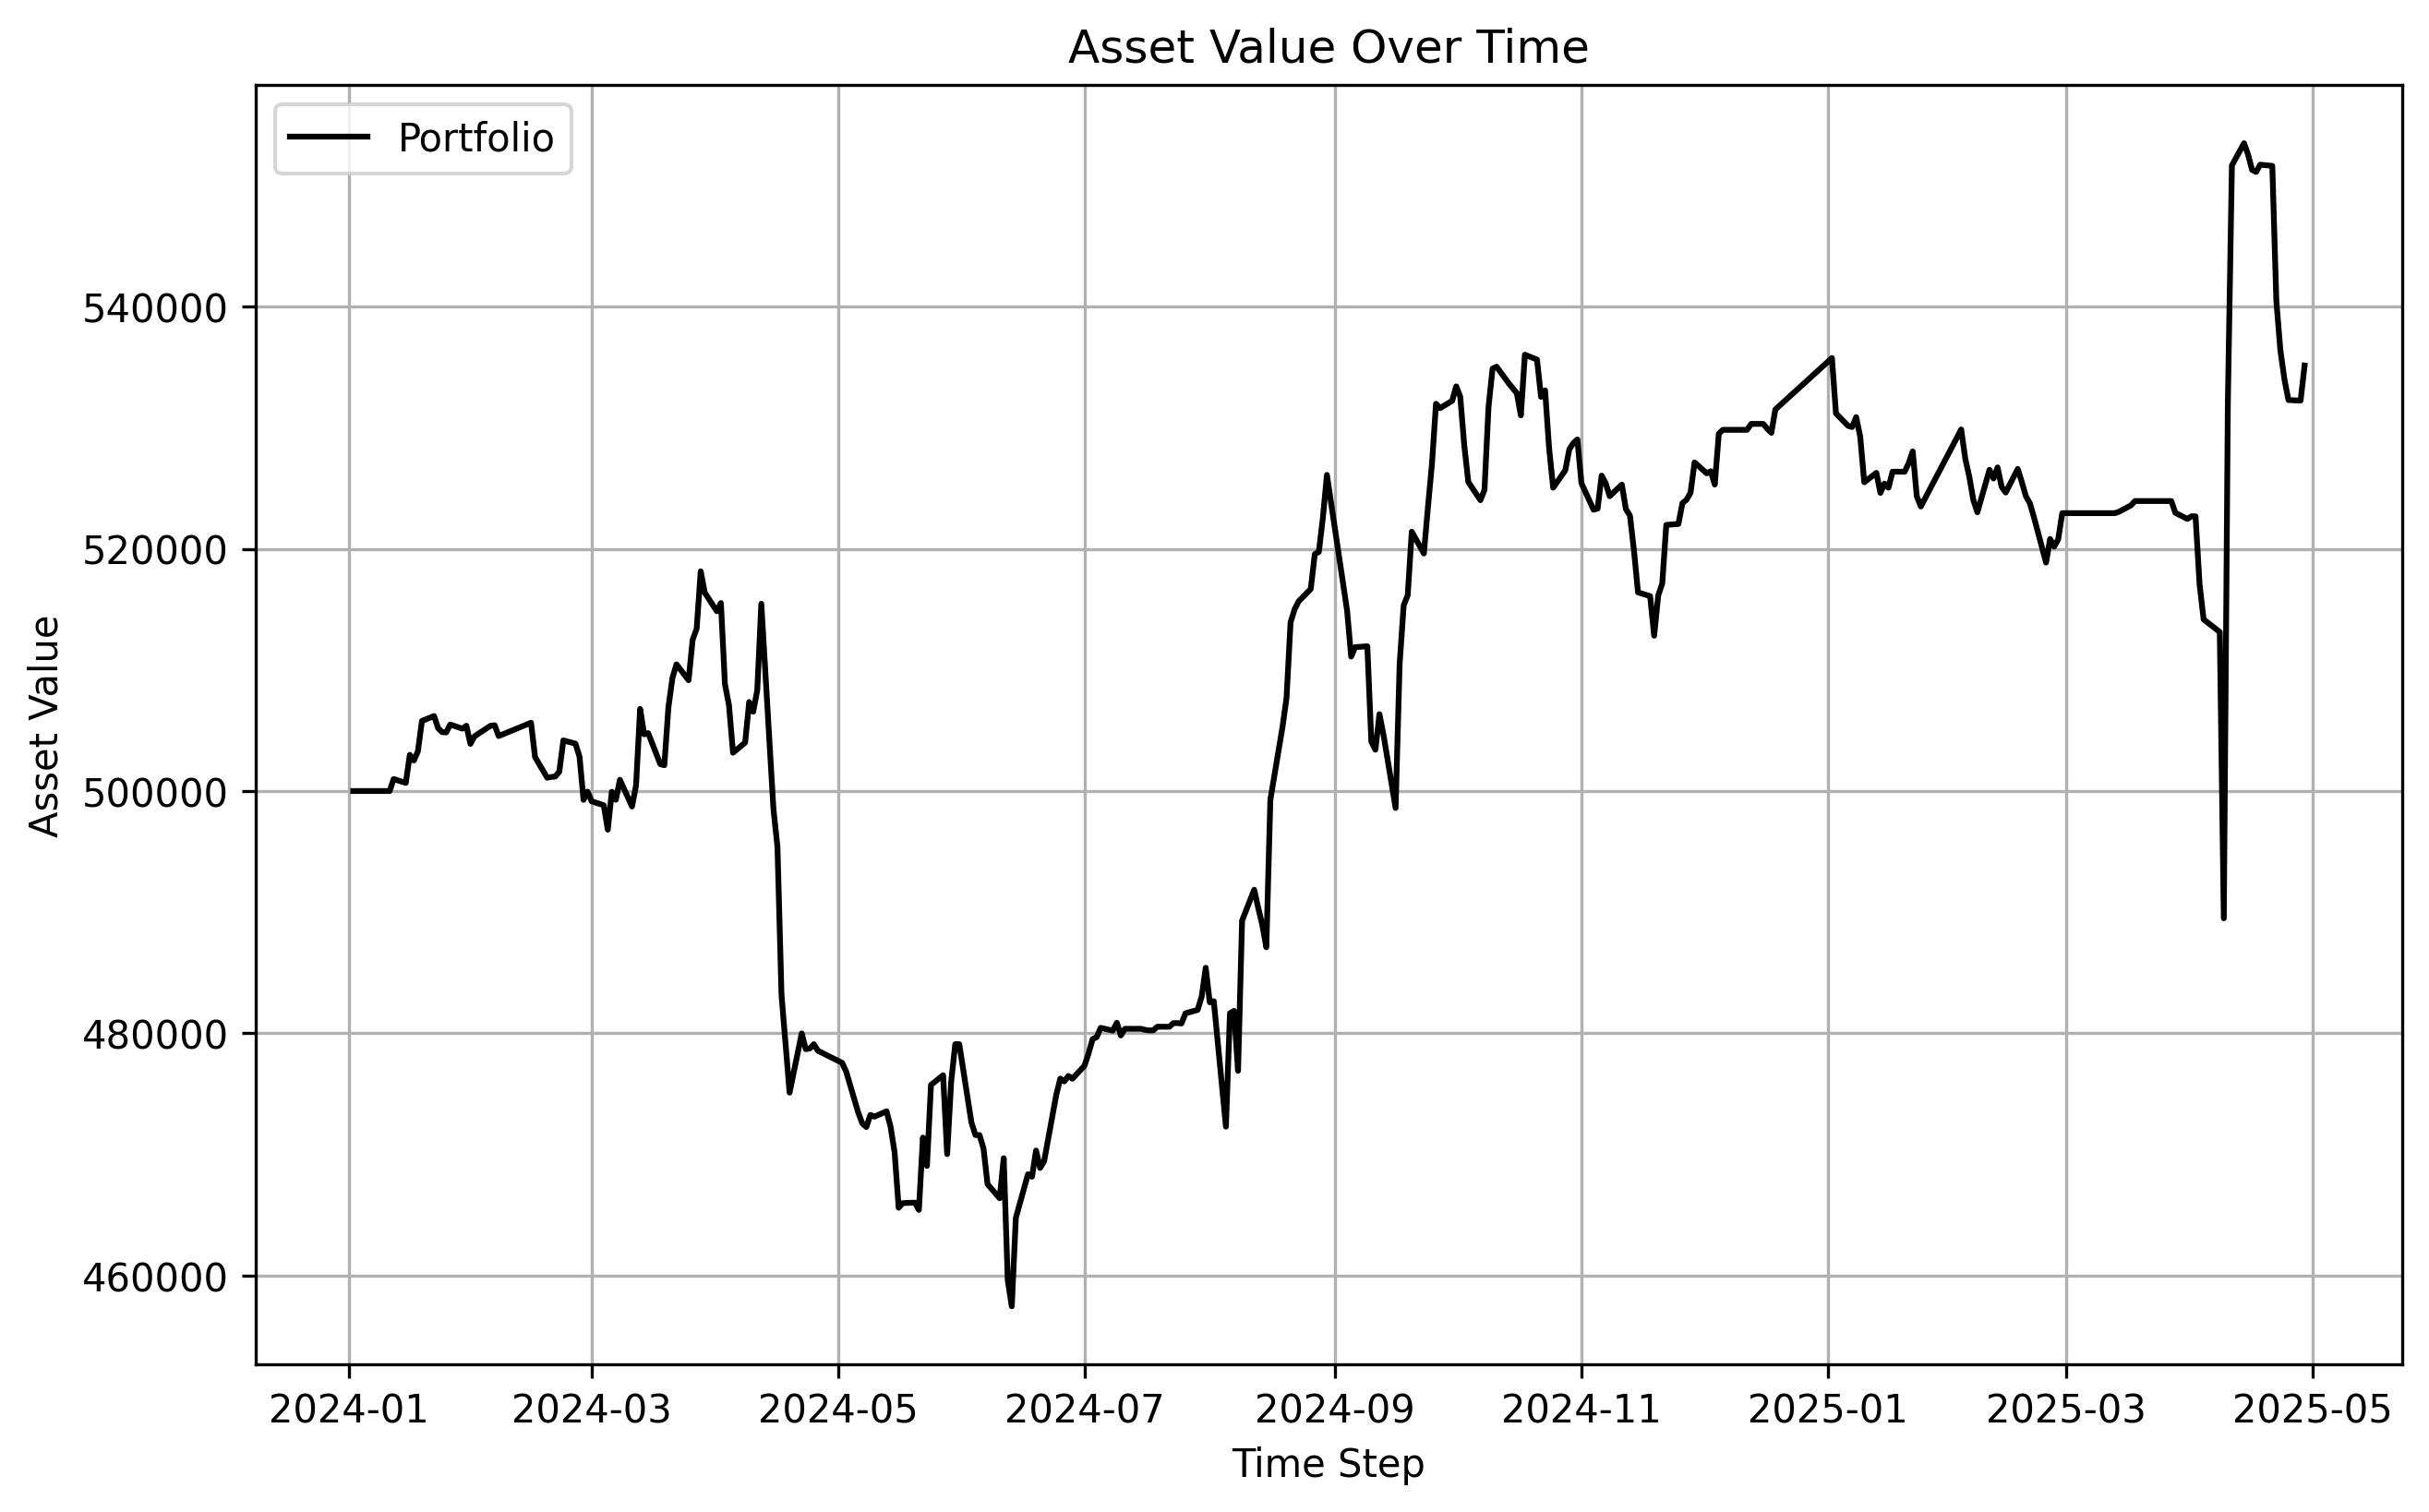 Asset Value Over Time
Portfolio
Asset Value
540000
520000
500000
480000
460000
2024-01 2024-03 2024-05 2024-07 2024-09 2024-11 2025-01 2025-03 2025-05
Time Step